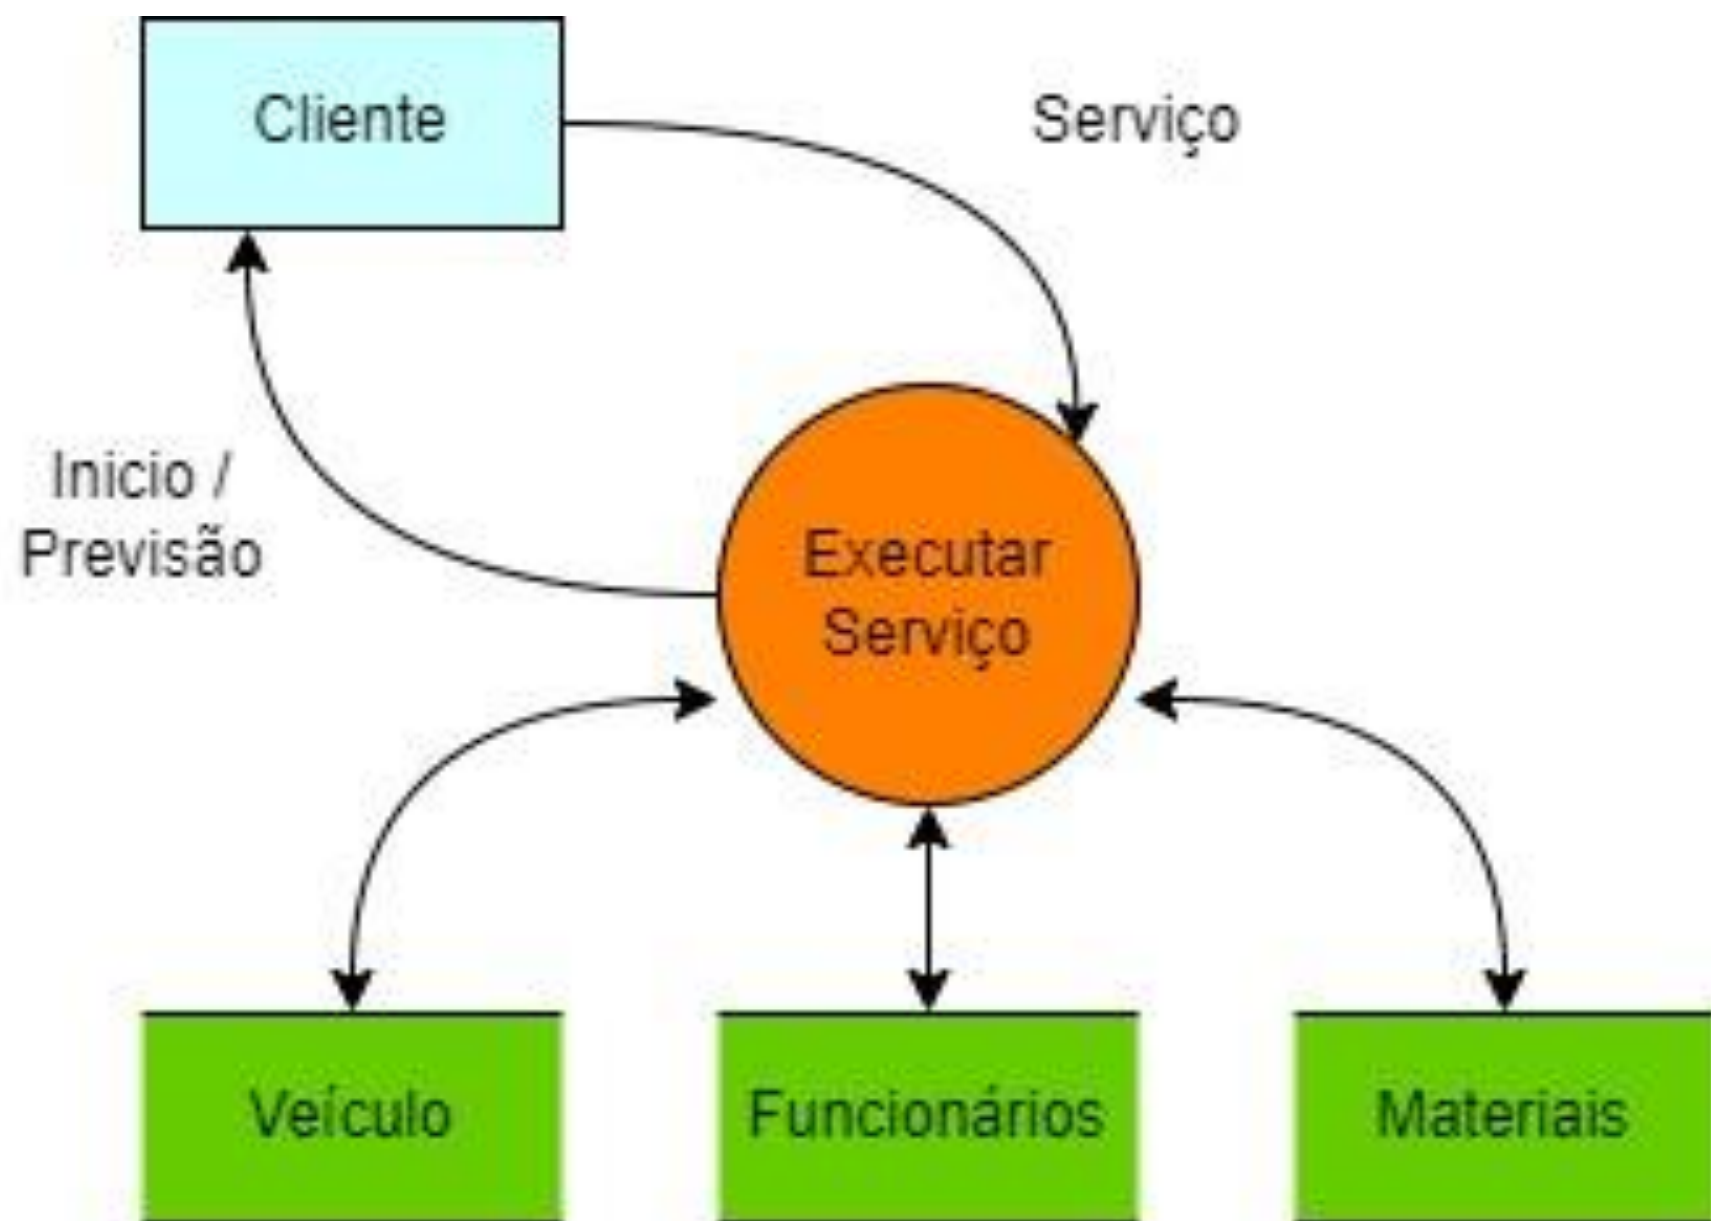 Cliente
Serviço
Inicio /
Previsão
Executar
Serviço
Veículo
Funcionários
Materiais